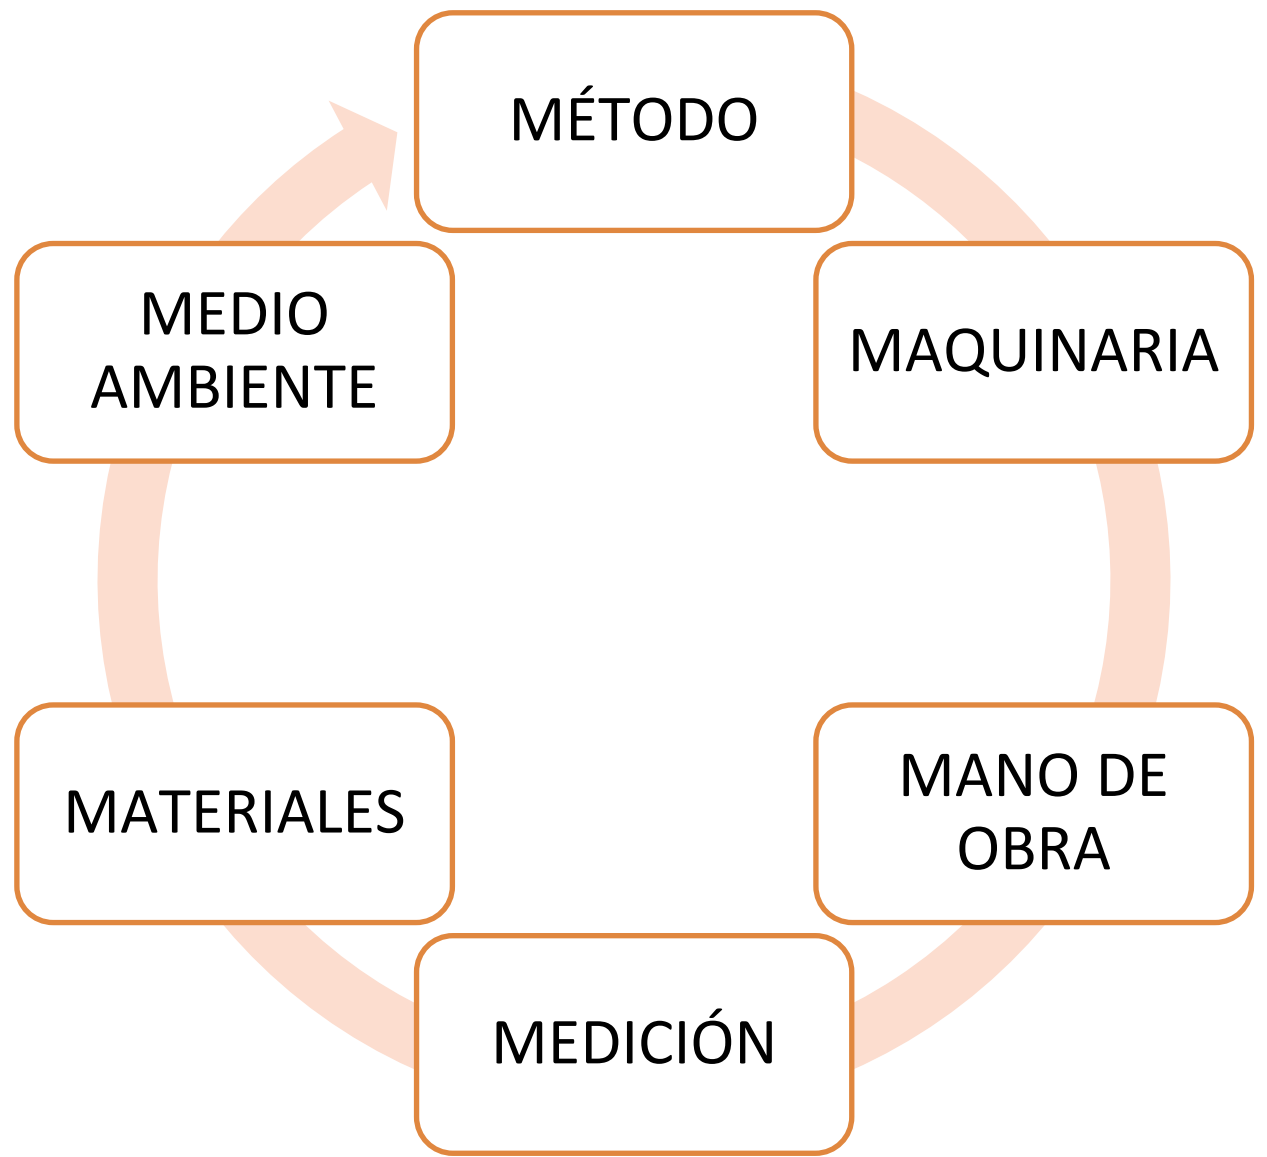 MÉTODO
MAQUINARIA
MANO DE
OBRA
MEDICIÓN
MATERIALES
MEDIO
AMBIENTE